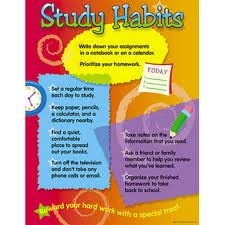 Study Habits
Write down your assignments
in a notebook or on a calendar.
Prioritize your homework.
TODAY
Set a regular time
each day to study.
Keep paper, pencils,
a calculator, and a
dictionary nearby.
Find a quiet,
comfortable place
to spread out
your books.
Turn off the television
and don't take any
phone calls or email.
Take notes on the
information that you read.
Ask a friend or family
member to help you review
what you've learned.
Organize your finished
homework to take
back to school.
Reward your hard work with a special treat!